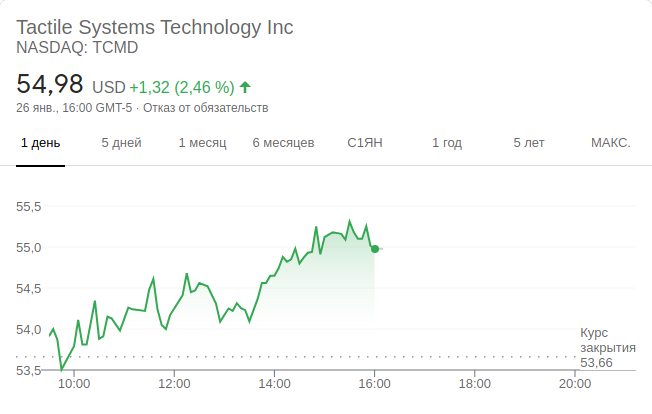 Tactile Systems Technology Inc
NASDAQ: TCMD
54,98 USD +1,32 (2,46 %)
26 янв., 16:00 GMT-5 · Отказ от обязательств
1 день 5 дней 1 месяц 6 месяцев С1ЯН 1 год 5 лет МАКС.
55,5
55,0
54,5
54,0
Курс
закрытия
53,66
53,5
10:00 12:00 14:00 16:00 18:00 20:00